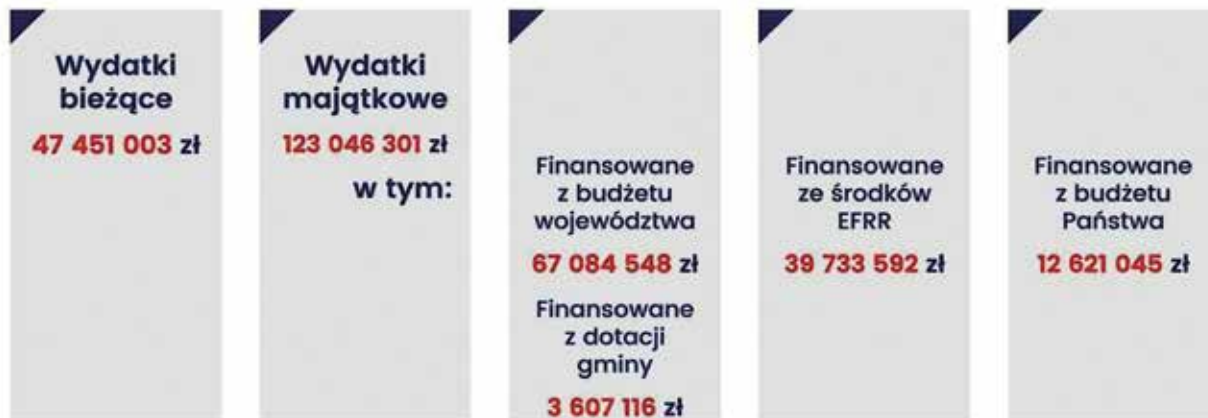 Wydatki
bieżące
47 451 003 zł
Wydatki
majątkowe
123 046 301 zł
w tym:
Finansowane
z budżetu
województwa
67 084 548 zł
Finansowane
z dotacji
gminy
3 607 116 zł
Finansowane
ze środków
EFRR
39 733 592 zł
Finansowane
z budżetu
Państwa
12 621 045 zł